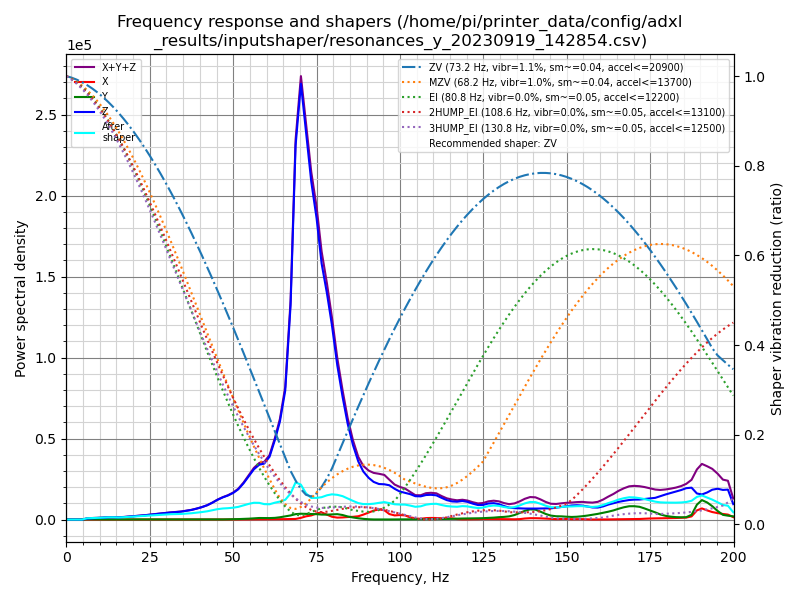 Frequency response and shapers (/home/pi/printer_data/config/adxl
_results/inputshaper/resonances_y_20230919_142854.csv)
1e5
X+Y+Z
X
Y
Z
After
shaper
ZV (73.2 Hz, vibr=1.1%, sm~=0.04, accel<=20900)
MZV (68.2 Hz, vibr=1.0%, sm~=0.04, accel<=13700)
EI (80.8 Hz, vibr=0.0%, sm~=0.05, accel<=12200)
2HUMP_EI (108.6 Hz, vibr=0.0%, sm~=0.05, accel<=13100)
3HUMP_EI (130.8 Hz, vibr=0.0%, sm~=0.05, accel<=12500)
Recommended shaper: ZV
Power spectral density
2.5
2.0
1.5
1.0
0.5
0.0
1.0
0.8
0.6
0.4
0.2
0.0
Shaper vibration reduction (ratio)
0 25 50 75 100 125 150 175 200
Frequency, Hz